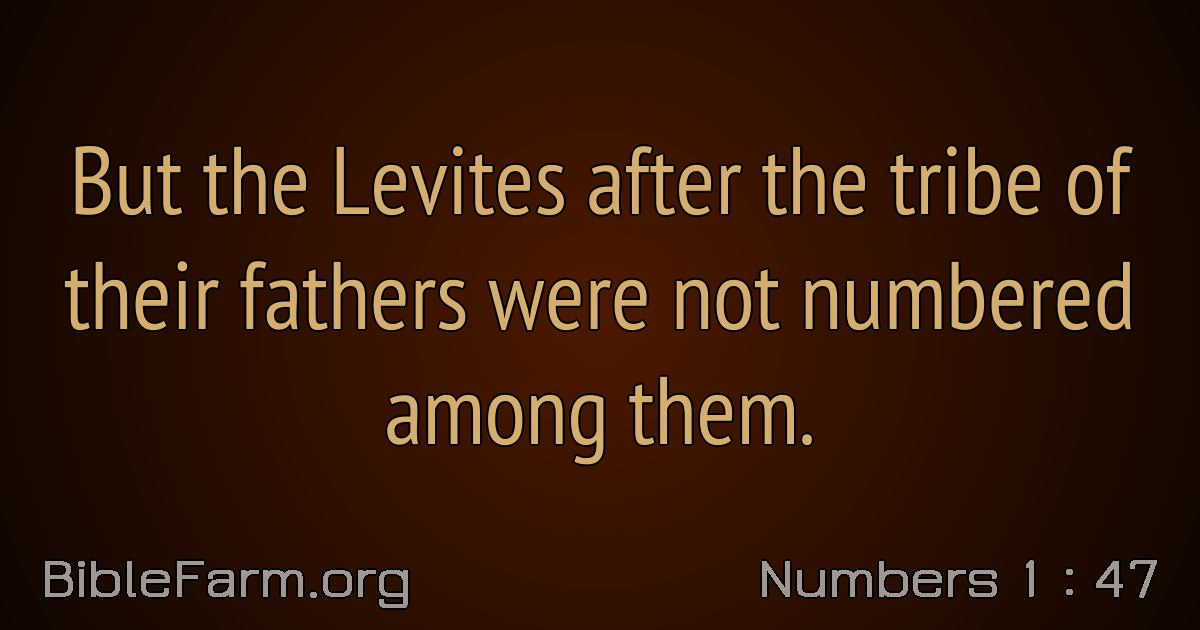 But the Levites after the tribe of
their fathers were not numbered
among them.
BibleFarm.org
Numbers 1 : 47